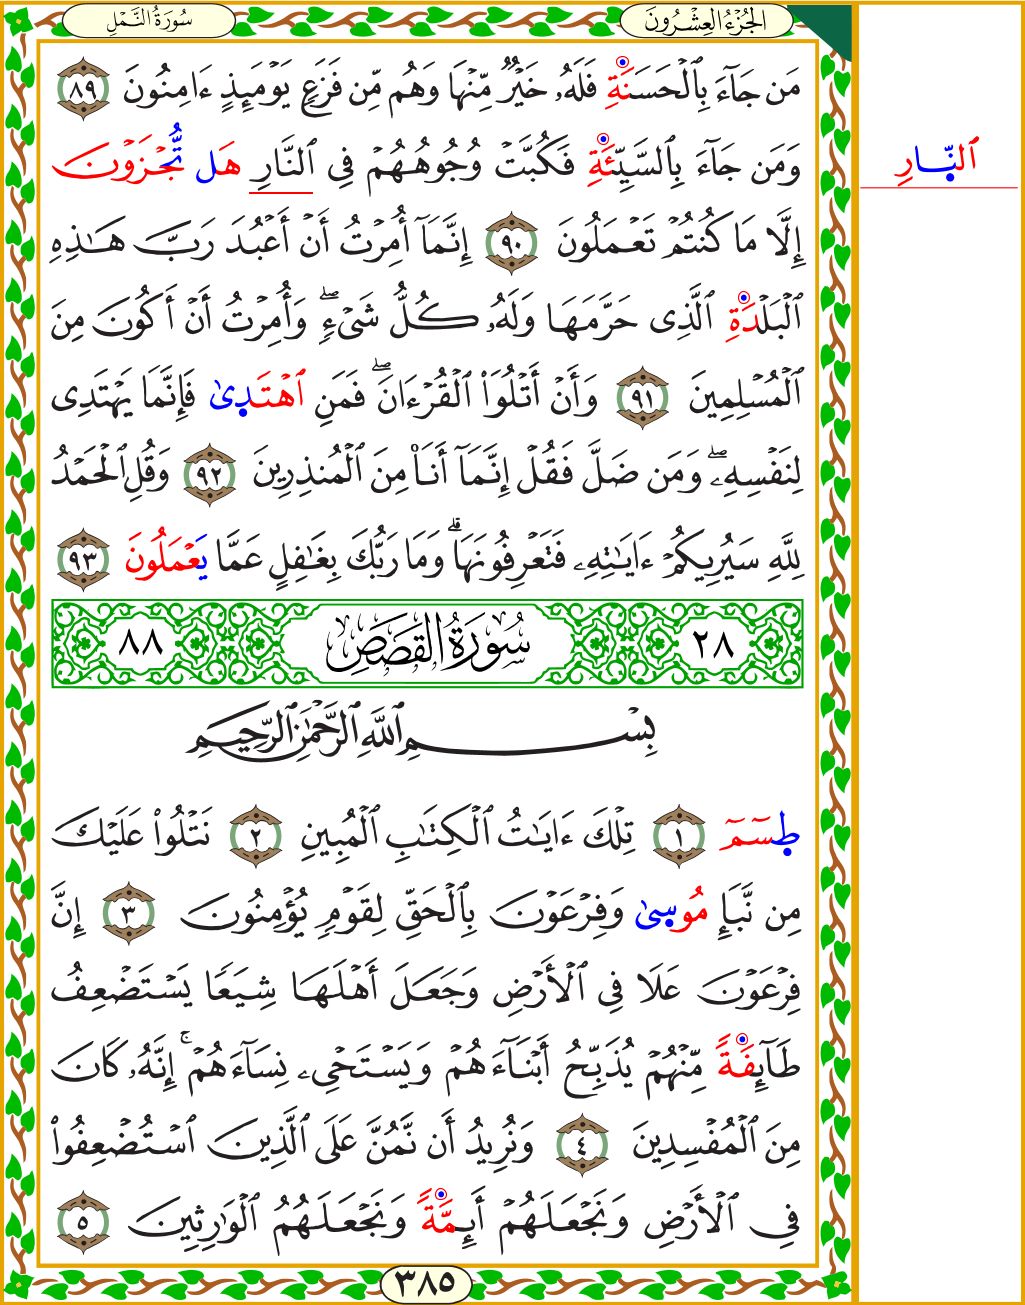 سُورَةُ النَّمۡلِ
الجُزۡءُ العِشۡرُونَ
مَن جَآءَ بِٱلۡحَسَنَةِ فَلَهُۥ خَيۡرٞ مِّنۡهَا وَهُم مِّن فَزَعٖ يَوۡمَئِذٍ ءَامِنُونَ ٨٩
وَمَن جَآءَ بِٱلسَّيِّئَةِ فَكُبَّتۡ وُجُوهُهُمۡ فِي ٱلنَّارِ هَل تُّجۡزَوۡنَ
ٱلنِّارِ
إِلَّا مَا كُنتُمۡ تَعۡمَلُونَ ٩٠ إِنَّمَآ أُمِرۡتُ أَنۡ أَعۡبُدَ رَبَّ هَٰذِهِ
ٱلۡبَلۡدَةِ ٱلَّذِي حَرَّمَهَا وَلَهُۥ كُلُّ شَيۡءٖۖ وَأُمِرۡتُ أَنۡ أَكُونَ مِنَ
ٱلۡمُسۡلِمِينَ ٩١ وَأَنۡ أَتۡلُوَاْ ٱلۡقُرۡءَانَۖ فَمَنِ ٱهۡتَدِىٰ فَإِنَّمَا يَهۡتَدِي
لِنَفۡسِهِۦۖ وَمَن ضَلَّ فَقُلۡ إِنَّمَآ أَنَا۠ مِنَ ٱلۡمُنذِرِينَ ٩٢ وَقُلِ ٱلۡحَمۡدُ
لِلَّهِ سَيُرِيكُمۡ ءَايَٰتِهِۦ فَتَعۡرِفُونَهَاۚ وَمَا رَبُّكَ بِغَٰفِلٍ عَمَّا يَعۡمَلُونَ ٩٣
٢٨ سُورَةُ القَصَصِ ٨٨
بِسۡمِ ٱللَّهِ ٱلرَّحۡمَٰنِ ٱلرَّحِيمِ
طِسٓمٓ ١ تِلۡكَ ءَايَٰتُ ٱلۡكِتَٰبِ ٱلۡمُبِينِ ٢ نَتۡلُواْ عَلَيۡكَ
مِن نَّبَإِ مُوسِىٰ وَفِرۡعَوۡنَ بِٱلۡحَقِّ لِقَوۡمٖ يُؤۡمِنُونَ ٣ إِنَّ
فِرۡعَوۡنَ عَلَا فِي ٱلۡأَرۡضِ وَجَعَلَ أَهۡلَهَا شِيَعٗا يَسۡتَضۡعِفُ
طَآئِفَةٗ مِّنۡهُمۡ يُذَبِّحُ أَبۡنَآءَهُمۡ وَيَسۡتَحۡيِۦ نِسَآءَهُمۡۚ إِنَّهُۥ كَانَ
مِنَ ٱلۡمُفۡسِدِينَ ٤ وَنُرِيدُ أَن نَّمُنَّ عَلَى ٱلَّذِينَ ٱسۡتُضۡعِفُواْ
فِي ٱلۡأَرۡضِ وَنَجۡعَلَهُمۡ أَئِمَّةٗ وَنَجۡعَلَهُمُ ٱلۡوَٰرِثِينَ ٥
٣٨٥